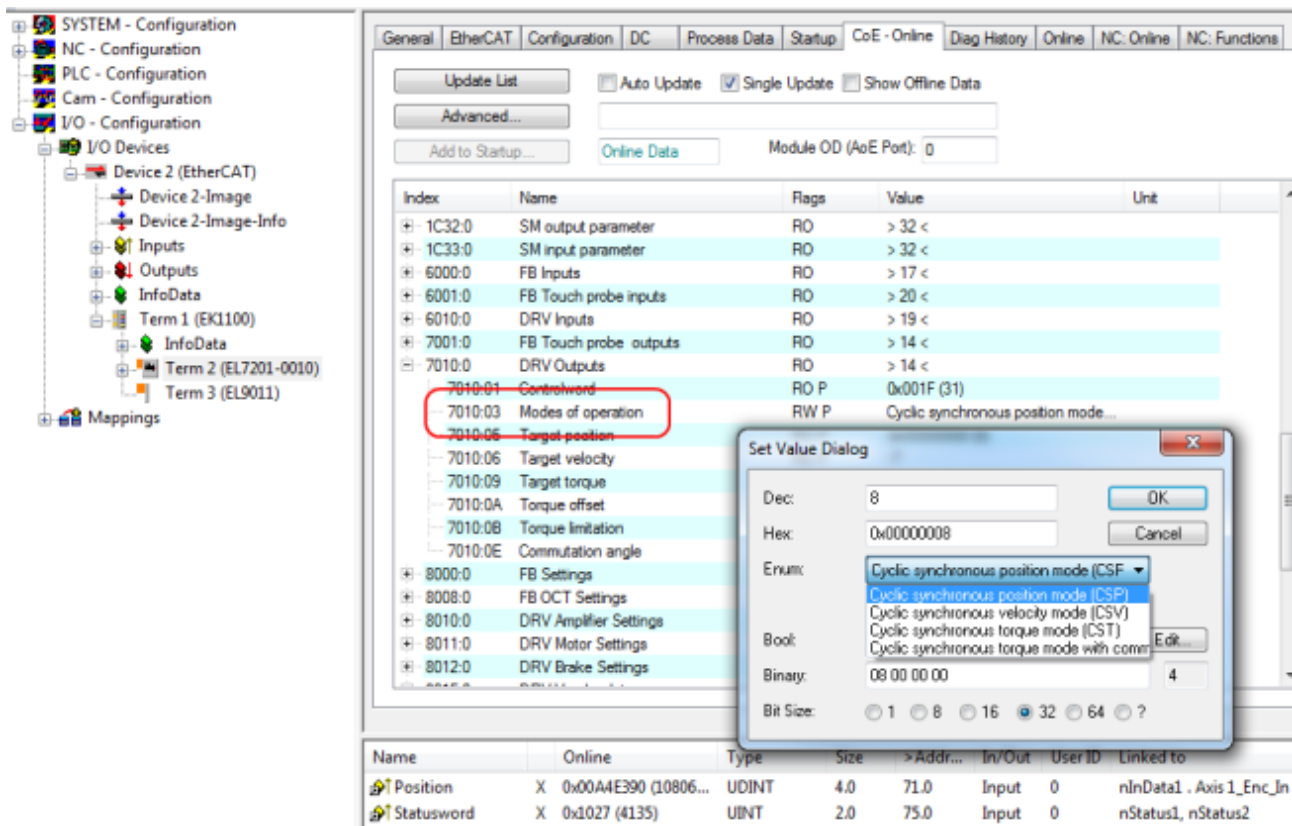 SYSTEM - Configuration
NC - Configuration
PLC - Configuration
Cam - Configuration
I/O - Configuration
I/O Devices
Device 2 (EtherCAT)
Device 2-Image
Device 2-Image-Info
Inputs
Outputs
InfoData
Term 1 (EK1100)
InfoData
Term 2 (EL7201-0010)
Term 3 (EL9011)
Mappings
General EtherCAT Configuration DC Process Data Startup CoE - Online Diag History Online NC: Online NC: Functions
Update List Auto Update Single Update Show Offline Data
Advanced...
Add to Startup... Online Data Module OD (AoE Port): 0
Index Name Flags Value Unit
1C32:0 SM output parameter RO > 32 <
1C33:0 SM input parameter RO > 32 <
6000:0 FB Inputs RO > 17 <
6001:0 FB Touch probe inputs RO > 20 <
6010:0 DRV Inputs RO > 19 <
7001:0 FB Touch probe outputs RO > 14 <
7010:0 DRV Outputs RO > 14 <
7010:01 Controlword RO P 0x001F (31)
7010:03 Modes of operation RW P Cyclic synchronous position mode...
7010:05 Target position
7010:06 Target velocity
7010:09 Target torque
7010:0A Torque offset
7010:0B Torque limitation
7010:0E Commutation angle
8000:0 FB Settings
8008:0 FB OCT Settings
8010:0 DRV Amplifier Settings
8011:0 DRV Motor Settings
8012:0 DRV Brake Settings
Set Value Dialog
Dec: 8 OK
Hex: 0x00000008 Cancel
Enum: Cyclic synchronous position mode (CSF
Cyclic synchronous position mode (CSP)
Cyclic synchronous velocity mode (CSV)
Cyclic synchronous torque mode (CST)
Cyclic synchronous torque mode with comm
Bool: Edit...
Binary: 08 00 00 00 4
Bit Size: 1 8 16 32 64 ?
Name Online Type Size >Addr... In/Out User ID Linked to
Position X 0x00A4E390 (10806... UDINT 4.0 71.0 Input 0 nInData1 . Axis 1_Enc_In
Statusword X 0x1027 (4135) UINT 2.0 75.0 Input 0 nStatus1, nStatus2